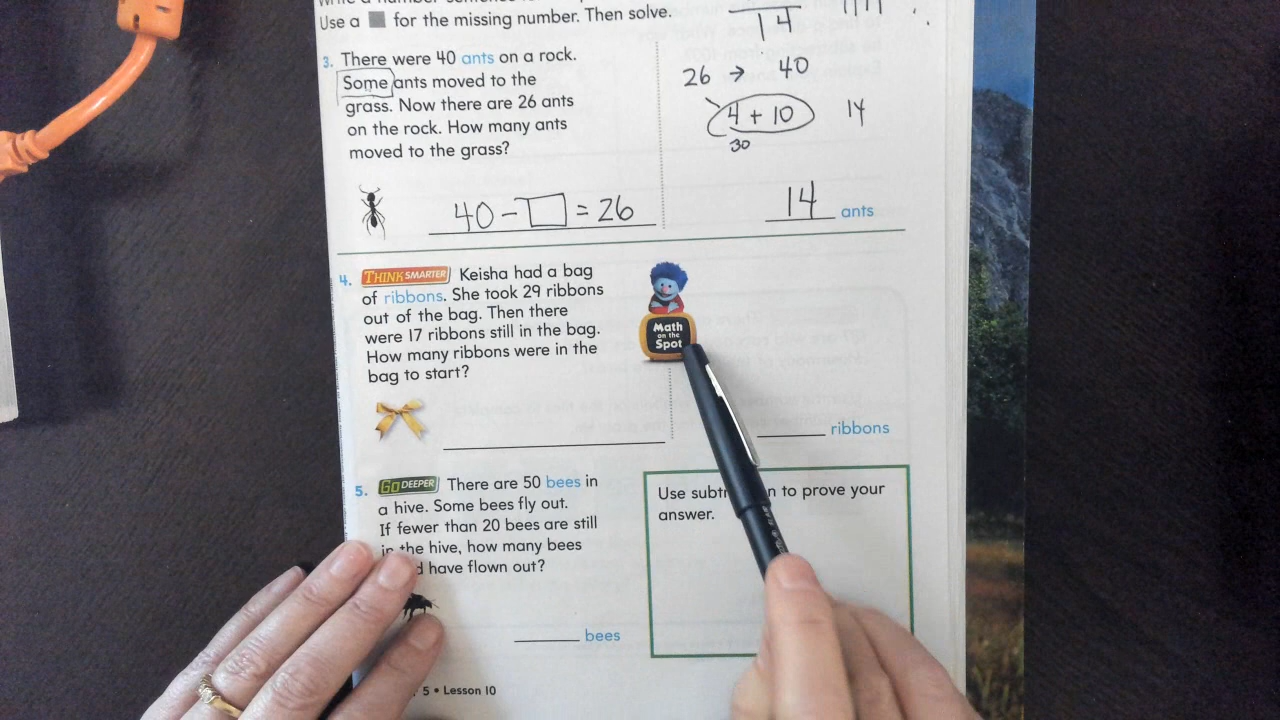 Use a for the missing number. Then solve.
14
3. There were 40 ants on a rock.
Some ants moved to the
grass. Now there are 26 ants
on the rock. How many ants
moved to the grass?
26 → 40
4 + 10 14
30
40 - □ = 26
14 ants
4. THINK SMARTER Keisha had a bag
of ribbons. She took 29 ribbons
out of the bag. Then there
were 17 ribbons still in the bag.
How many ribbons were in the
bag to start?
Math
on the
Spot
ribbons
5. GO DEEPER There are 50 bees in
a hive. Some bees fly out.
If fewer than 20 bees are still
in the hive, how many bees
have flown out?
bees
Use to prove your
answer.
5 • Lesson 10